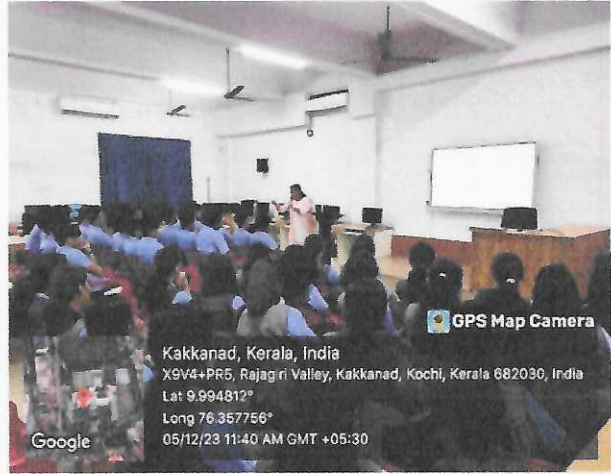 GPS Map Camera
Kakkanad, Kerala, India
X9V4+PR5, Rajagiri Valley, Kakkanad, Kochi, Kerala 682030, India
Lat 9.994812°
Long 76.357756°
05/12/23 11:40 AM GMT +05:30
Google